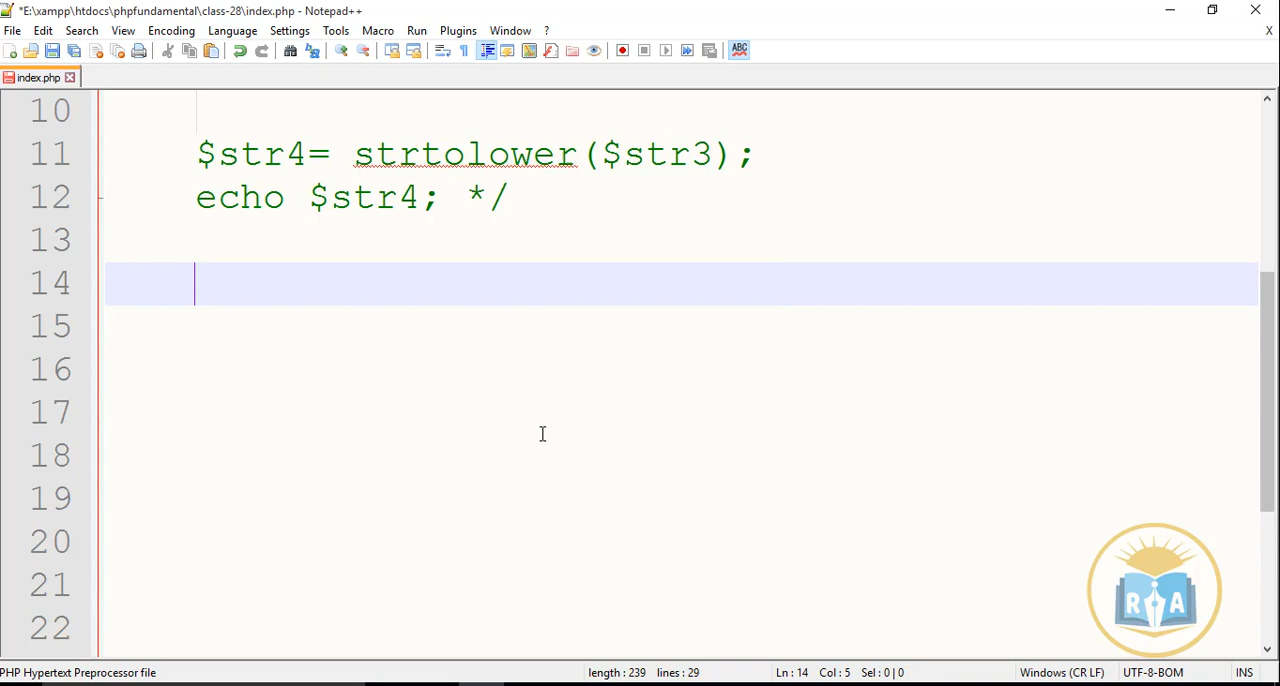 *E:\xampp\htdocs\phpfundamental\class-28\index.php - Notepad++
File Edit Search View Encoding Language Settings Tools Macro Run Plugins Window ? X
ABC
index.php
10
11 $str4= strtolower($str3);
12 echo $str4; */
13
14
15
16
17
18
19
20
21
22
R A
PHP Hypertext Preprocessor file length : 239 lines : 29 Ln : 14 Col : 5 Sel : 0 | 0 Windows (CR LF) UTF-8-BOM INS